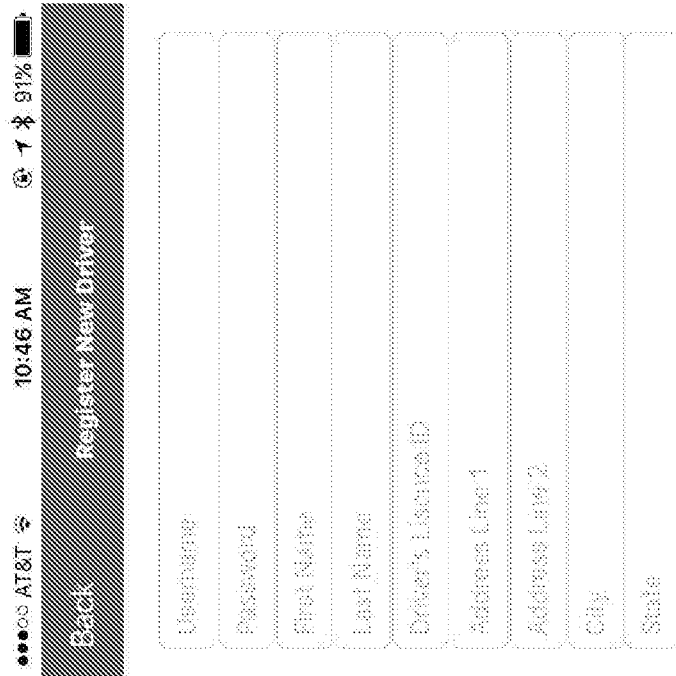 ●●●○○ AT&T 10:46 AM 91%
Back Register New Driver
Username
Password
First Name
Last Name
Driver's Lisence ID
Address Line 1
Address Line 2
City
State